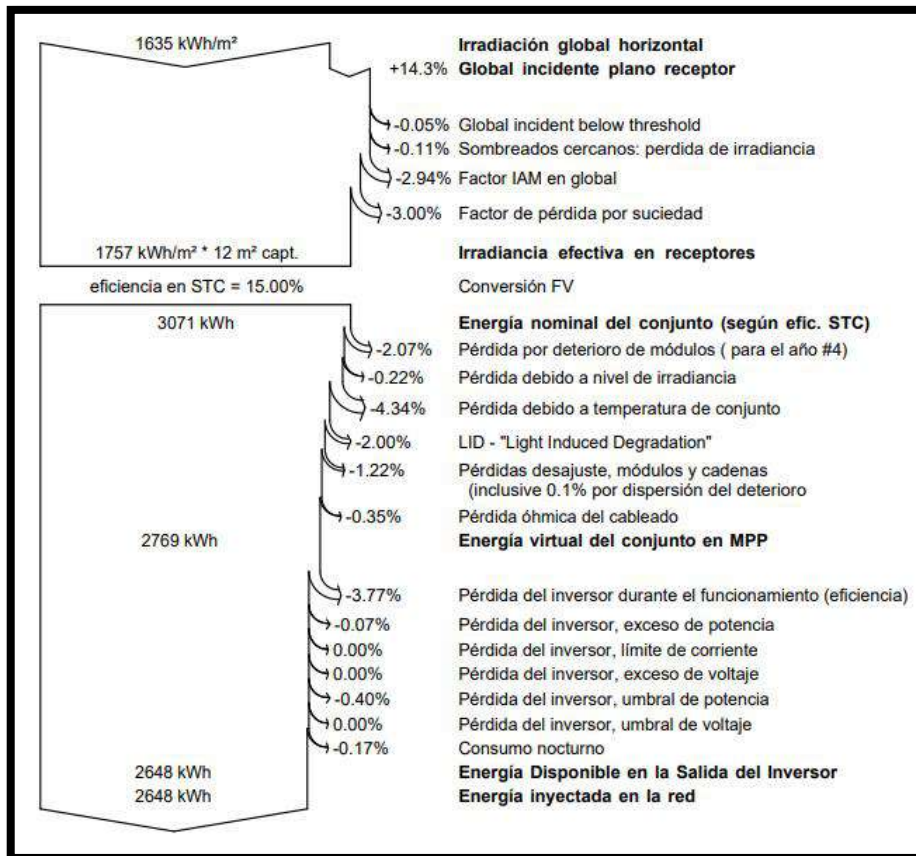 1635 kWh/m² Irradiación global horizontal
+14.3% Global incidente plano receptor
-0.05% Global incident below threshold
-0.11% Sombreados cercanos: perdida de irradiancia
-2.94% Factor IAM en global
-3.00% Factor de pérdida por suciedad
1757 kWh/m² * 12 m² capt. Irradiancia efectiva en receptores
eficiencia en STC = 15.00% Conversión FV
3071 kWh Energía nominal del conjunto (según efic. STC)
-2.07% Pérdida por deterioro de módulos ( para el año #4)
-0.22% Pérdida debido a nivel de irradiancia
-4.34% Pérdida debido a temperatura de conjunto
-2.00% LID - "Light Induced Degradation"
-1.22% Pérdidas desajuste, módulos y cadenas
(inclusive 0.1% por dispersión del deterioro
-0.35% Pérdida óhmica del cableado
2769 kWh Energía virtual del conjunto en MPP
-3.77% Pérdida del inversor durante el funcionamiento (eficiencia)
-0.07% Pérdida del inversor, exceso de potencia
0.00% Pérdida del inversor, límite de corriente
0.00% Pérdida del inversor, exceso de voltaje
-0.40% Pérdida del inversor, umbral de potencia
0.00% Pérdida del inversor, umbral de voltaje
-0.17% Consumo nocturno
2648 kWh Energía Disponible en la Salida del Inversor
2648 kWh Energía inyectada en la red